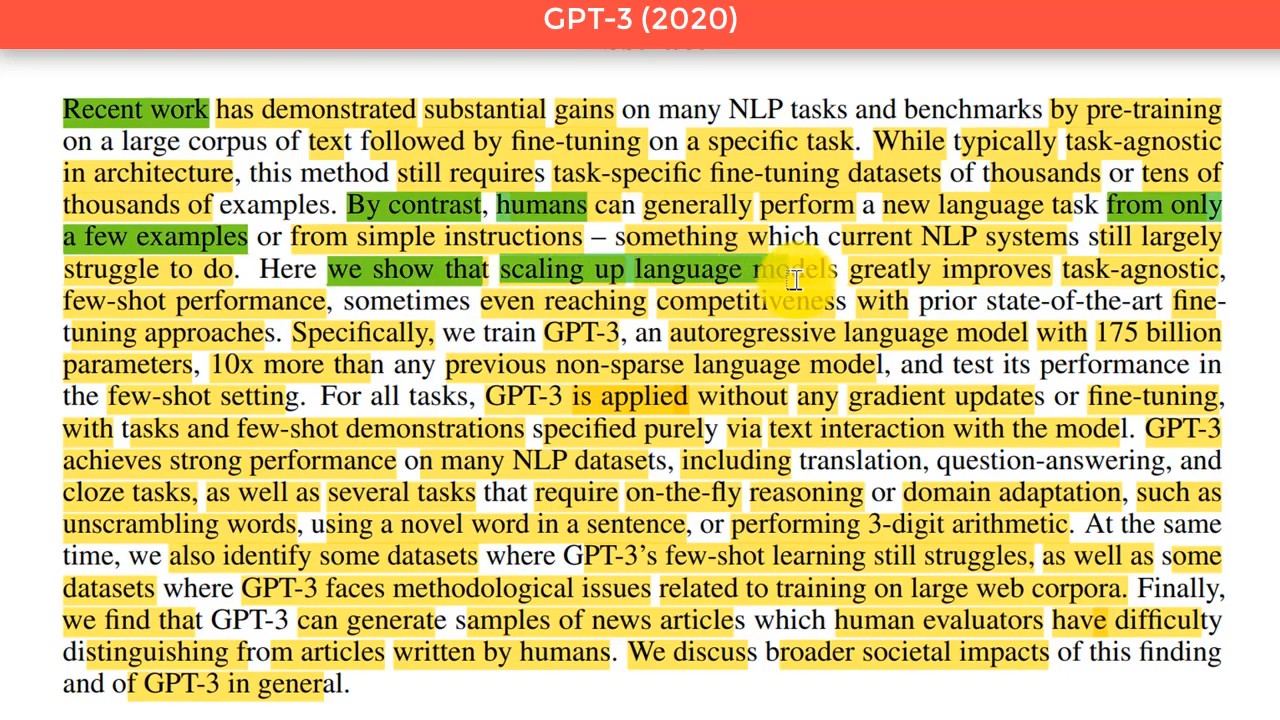 GPT-3 (2020)
Recent work has demonstrated substantial gains on many NLP tasks and benchmarks by pre-training
on a large corpus of text followed by fine-tuning on a specific task. While typically task-agnostic
in architecture, this method still requires task-specific fine-tuning datasets of thousands or tens of
thousands of examples. By contrast, humans can generally perform a new language task from only
a few examples or from simple instructions – something which current NLP systems still largely
struggle to do. Here we show that scaling up language models greatly improves task-agnostic,
few-shot performance, sometimes even reaching competitiveness with prior state-of-the-art fine-
tuning approaches. Specifically, we train GPT-3, an autoregressive language model with 175 billion
parameters, 10x more than any previous non-sparse language model, and test its performance in
the few-shot setting. For all tasks, GPT-3 is applied without any gradient updates or fine-tuning,
with tasks and few-shot demonstrations specified purely via text interaction with the model. GPT-3
achieves strong performance on many NLP datasets, including translation, question-answering, and
cloze tasks, as well as several tasks that require on-the-fly reasoning or domain adaptation, such as
unscrambling words, using a novel word in a sentence, or performing 3-digit arithmetic. At the same
time, we also identify some datasets where GPT-3's few-shot learning still struggles, as well as some
datasets where GPT-3 faces methodological issues related to training on large web corpora. Finally,
we find that GPT-3 can generate samples of news articles which human evaluators have difficulty
distinguishing from articles written by humans. We discuss broader societal impacts of this finding
and of GPT-3 in general.